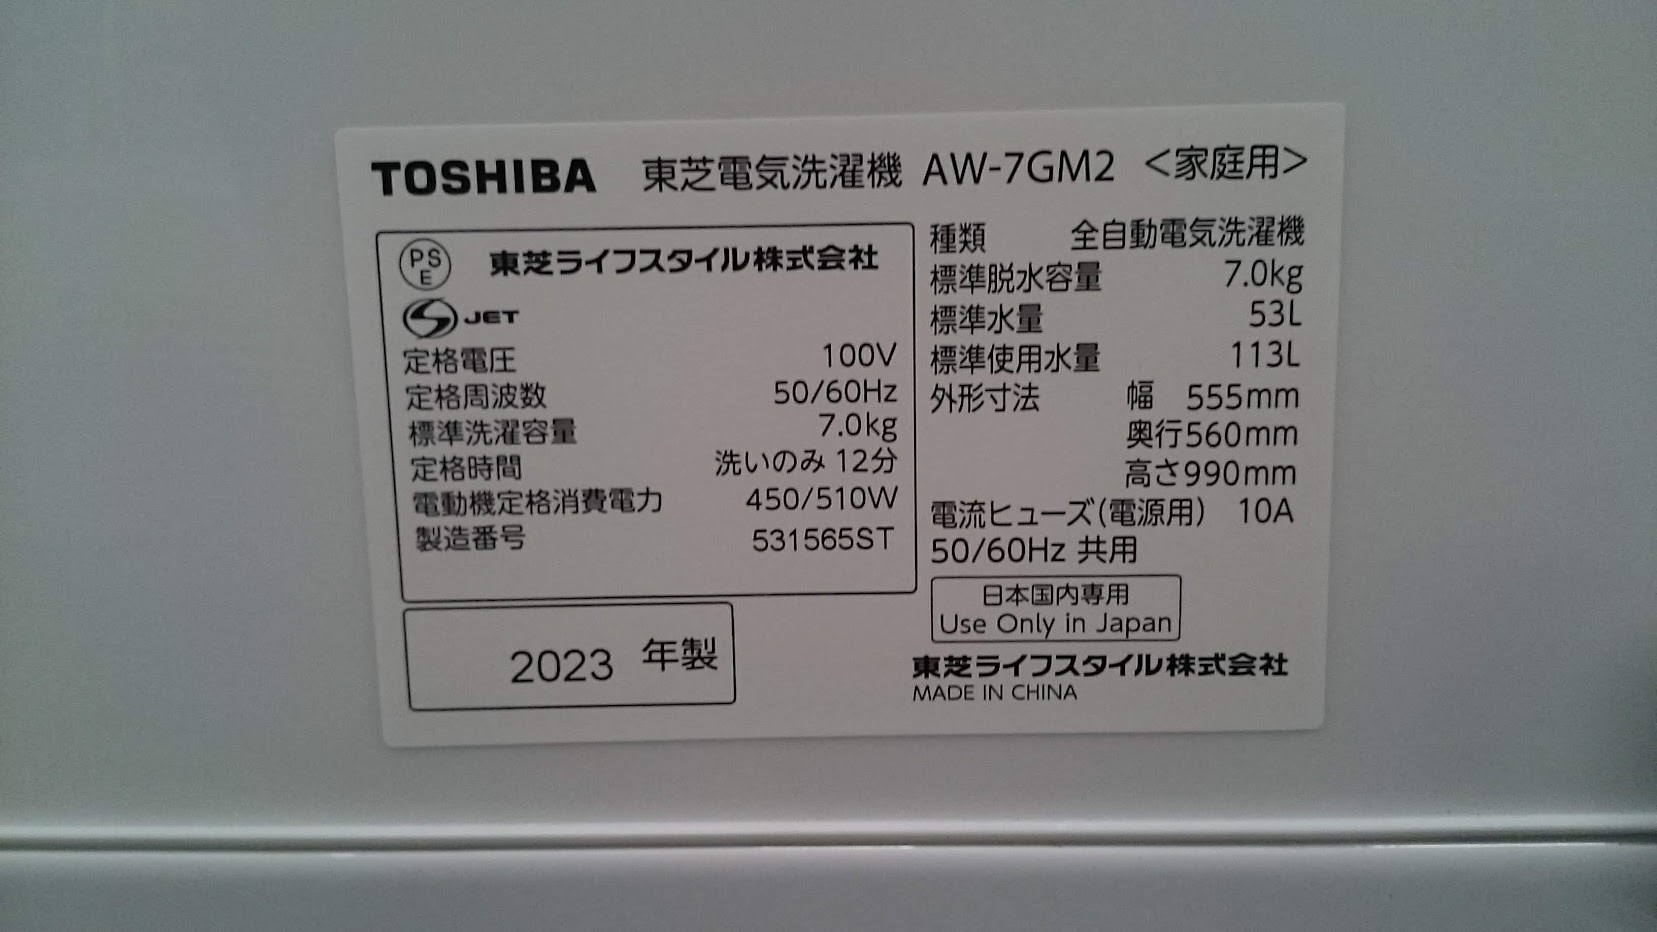 TOSHIBA 東芝電気洗濯機 AW-7GM2 <家庭用>
PS
E
東芝ライフスタイル株式会社
S JET
定格電圧 100V
定格周波数 50/60Hz
標準洗濯容量 7.0kg
定格時間 洗いのみ 12分
電動機定格消費電力 450/510W
製造番号 531565ST
2023 年製
種類 全自動電気洗濯機
標準脱水容量 7.0kg
標準水量 53L
標準使用水量 113L
外形寸法 幅 555mm
奥行560mm
高さ990mm
電流ヒューズ(電源用) 10A
50/60Hz 共用
日本国内専用
Use Only in Japan
東芝ライフスタイル株式会社
MADE IN CHINA